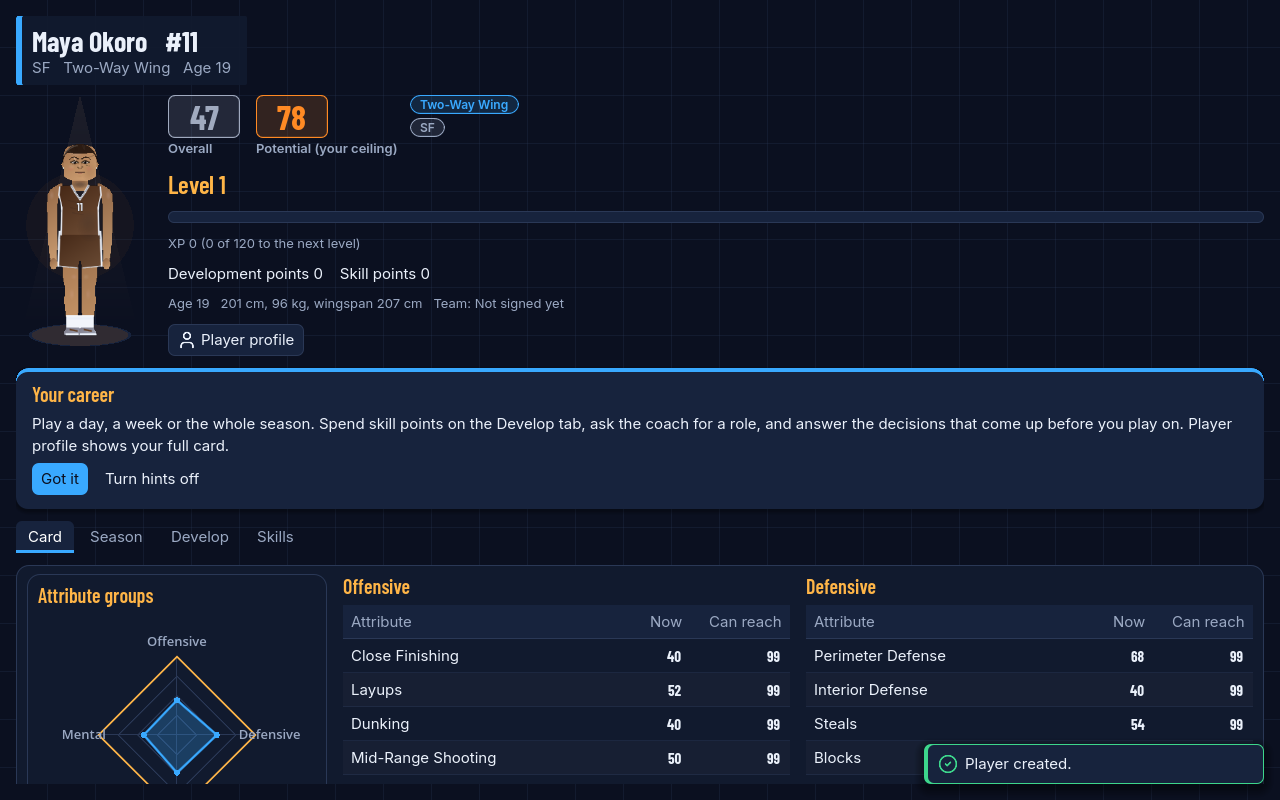 Maya Okoro #11
SF Two-Way Wing Age 19
11
47
78
Two-Way Wing
SF
Overall
Potential (your ceiling)
Level 1
XP 0 (0 of 120 to the next level)
Development points 0 Skill points 0
Age 19 201 cm, 96 kg, wingspan 207 cm Team: Not signed yet
Player profile
Your career
Play a day, a week or the whole season. Spend skill points on the Develop tab, ask the coach for a role, and answer the decisions that come up before you play on. Player
profile shows your full card.
Got it Turn hints off
Card Season Develop Skills
Attribute groups
Offensive
Mental
Defensive
Offensive
Attribute Now Can reach
Close Finishing 40 99
Layups 52 99
Dunking 40 99
Mid-Range Shooting 50 99
Defensive
Attribute Now Can reach
Perimeter Defense 68 99
Interior Defense 40 99
Steals 54 99
Blocks
Player created.